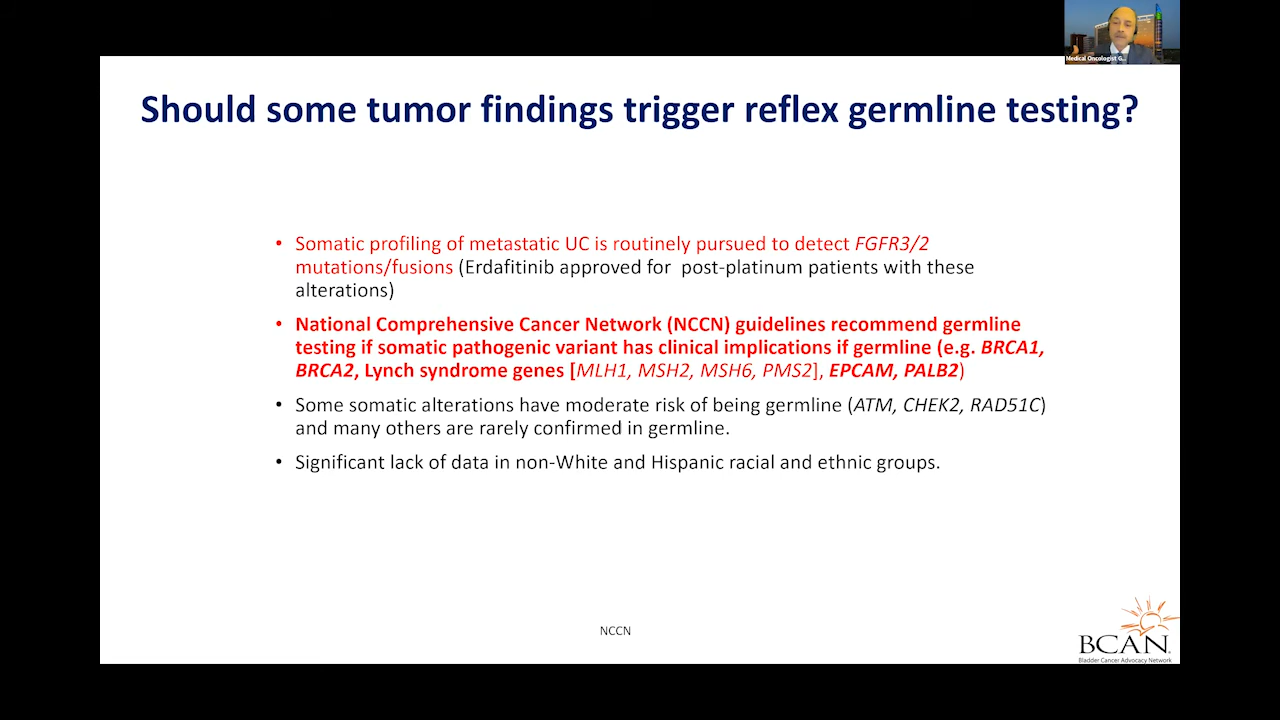 Medical Oncologist G...
Should some tumor findings trigger reflex germline testing?
• Somatic profiling of metastatic UC is routinely pursued to detect FGFR3/2
mutations/fusions (Erdafitinib approved for post-platinum patients with these
alterations)
• National Comprehensive Cancer Network (NCCN) guidelines recommend germline
testing if somatic pathogenic variant has clinical implications if germline (e.g. BRCA1,
BRCA2, Lynch syndrome genes [MLH1, MSH2, MSH6, PMS2], EPCAM, PALB2)
• Some somatic alterations have moderate risk of being germline (ATM, CHEK2, RAD51C)
and many others are rarely confirmed in germline.
• Significant lack of data in non-White and Hispanic racial and ethnic groups.
NCCN
BCAN
Bladder Cancer Advocacy Network